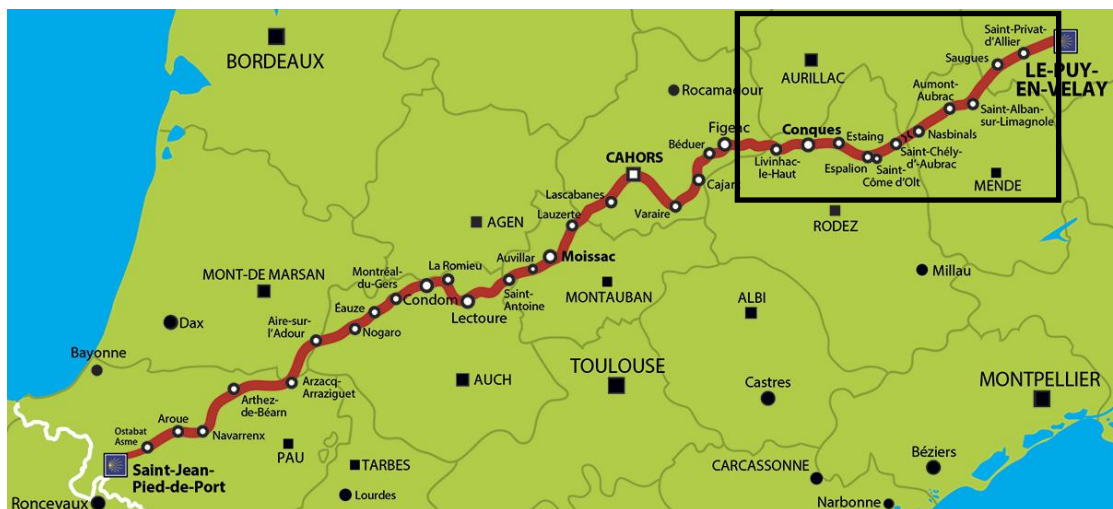 BORDEAUX
Saint-Privat-
d'Allier
Saugues
LE-PUY-
EN-VELAY
AURILLAC
Rocamadour
Aumont-
Aubrac
Saint-Alban-
sur-Limagnole
Nasbinals
Figeac
Conques
Estaing
Béduer
Livinhac-
le-Haut
Espalion
Saint-
Côme d'Olt
Saint-Chély-
d'-Aubrac
MENDE
CAHORS
Cajarc
Lascabanes
Varaire
RODEZ
Lauzerte
AGEN
Moissac
Auvillar
Saint-
Antoine
MONTAUBAN
Millau
La Romieu
Montréal-
du-Gers
Condom
Lectoure
MONT-DE MARSAN
Éauze
Nogaro
Dax
Aire-sur-
l'Adour
ALBI
Bayonne
TOULOUSE
AUCH
Castres
MONTPELLIER
Arzacq-
Arraziguet
Arthez-
de-Béarn
Ostabat
Asme
Aroue
Navarrenx
PAU
TARBES
Lourdes
CARCASSONNE
Béziers
Narbonne
Saint-Jean-
Pied-de-Port
Roncevaux